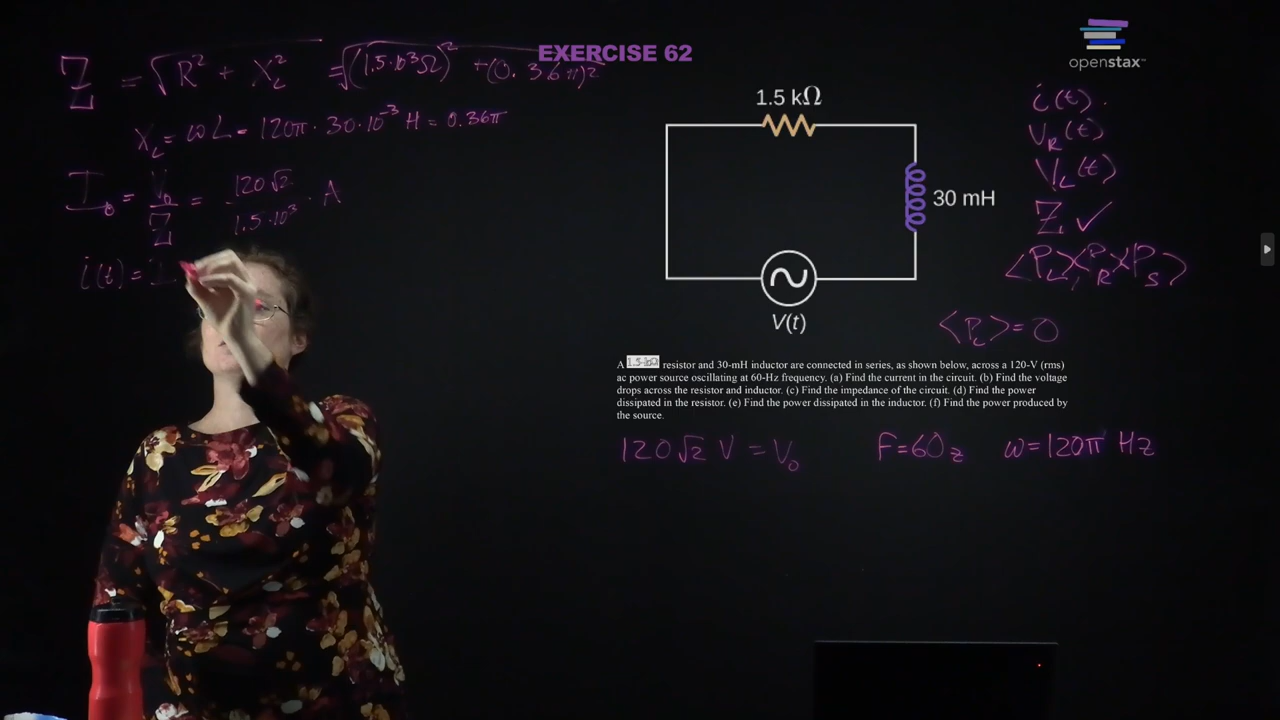 EXERCISE 62
openstax™
Z = √R² + X_L² = √(1.5·10³Ω)² + (0.36π)²
X_L = ωL = 120π · 30·10⁻³ H = 0.36π
I₀ = V₀/Z = 120√2/1.5·10³ · A
i(t) = I
1.5 kΩ
30 mH
V(t)
i(t).
V_R(t)
V_L(t)
Z ✓
⟨P_L⟩,⟨P_R⟩⟨P_S⟩
⟨P_L⟩=0
A 1.5-kΩ resistor and 30-mH inductor are connected in series, as shown below, across a 120-V (rms)
ac power source oscillating at 60-Hz frequency. (a) Find the current in the circuit. (b) Find the voltage
drops across the resistor and inductor. (c) Find the impedance of the circuit. (d) Find the power
dissipated in the resistor. (e) Find the power dissipated in the inductor. (f) Find the power produced by
the source.
120√2 V = V₀ F=60z ω=120π Hz